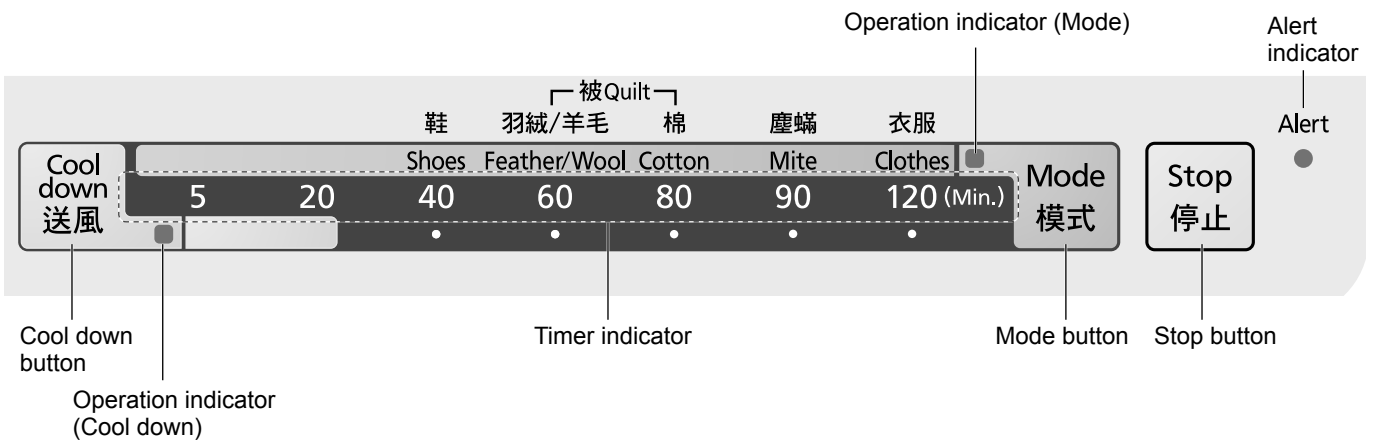 Operation indicator (Mode)
Alert
indicator
被Quilt
鞋 羽絨/羊毛 棉 塵蟎 衣服
Alert
Shoes Feather/Wool Cotton Mite Clothes
Cool
down
送風
5 20 40 60 80 90 120 (Min.)
Mode
模式
Stop
停止
Cool down
button
Timer indicator
Mode button
Stop button
Operation indicator
(Cool down)